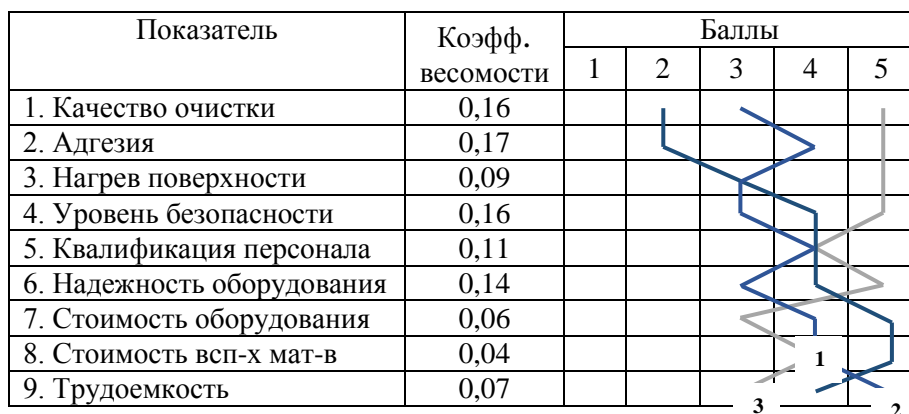 Показатель Коэфф. весомости Баллы
1 2 3 4 5
1. Качество очистки 0,16
2. Адгезия 0,17
3. Нагрев поверхности 0,09
4. Уровень безопасности 0,16
5. Квалификация персонала 0,11
6. Надежность оборудования 0,14
7. Стоимость оборудования 0,06
8. Стоимость всп-х мат-в 0,04
1
9. Трудоемкость 0,07
3 2